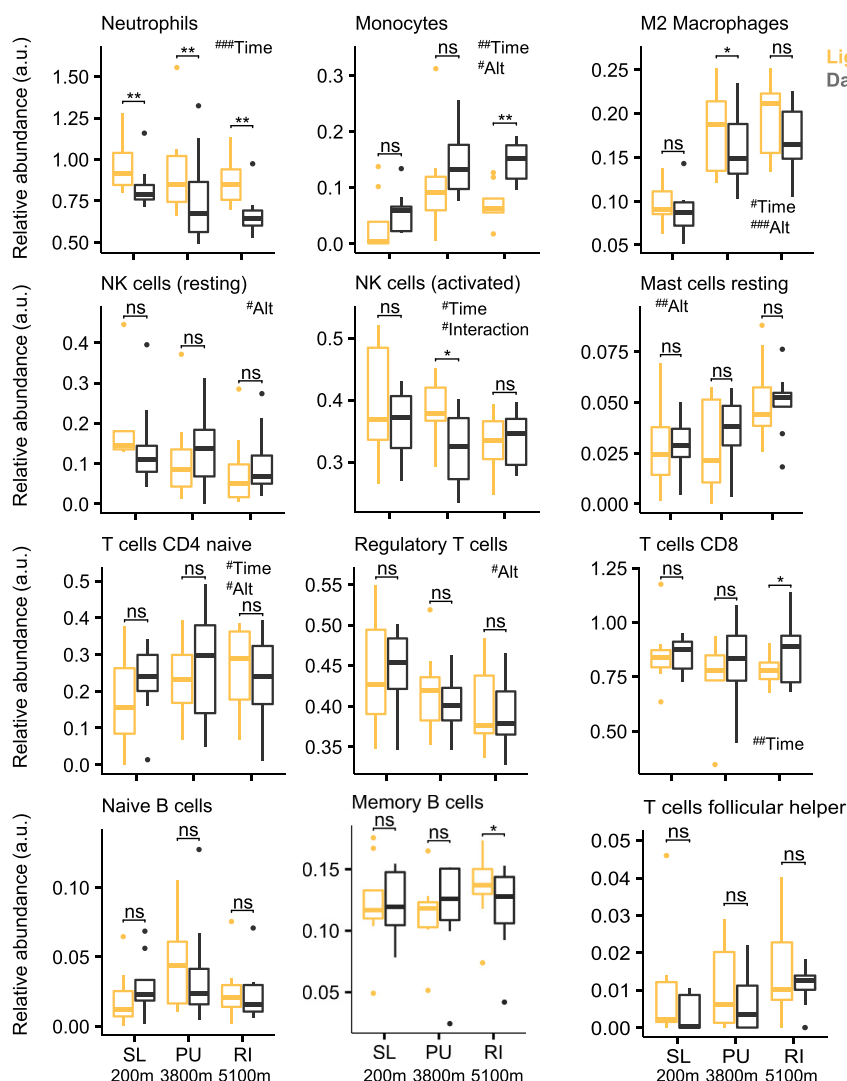 Neutrophils
Monocytes
M2 Macrophages
Relative abundance (a.u.)
1.50
1.25
1.00
0.75
0.50
**
**
**
###Time
0.3
0.2
0.1
0.0
ns
ns
**
##Time
#Alt
0.25
0.20
0.15
0.10
0.05
ns
*
ns
#Time
###Alt
Lig
Da
NK cells (resting)
NK cells (activated)
Mast cells resting
Relative abundance (a.u.)
0.4
0.3
0.2
0.1
0.0
ns
ns
ns
#Alt
0.5
0.4
0.3
ns
*
ns
#Time
#Interaction
0.075
0.050
0.025
0.000
ns
ns
ns
##Alt
T cells CD4 naive
Regulatory T cells
T cells CD8
Relative abundance (a.u.)
0.5
0.4
0.3
0.2
0.1
0.0
ns
ns
ns
#Time
#Alt
0.55
0.50
0.45
0.40
0.35
ns
ns
ns
#Alt
1.25
1.00
0.75
0.50
ns
ns
*
##Time
Naive B cells
Memory B cells
T cells follicular helper
Relative abundance (a.u.)
0.10
0.05
0.00
ns
ns
ns
0.15
0.10
0.05
ns
ns
*
0.05
0.04
0.03
0.02
0.01
0.00
ns
ns
ns
SL PU RI
200m 3800m 5100m
SL PU RI
200m 3800m 5100m
SL PU RI
200m 3800m 5100m